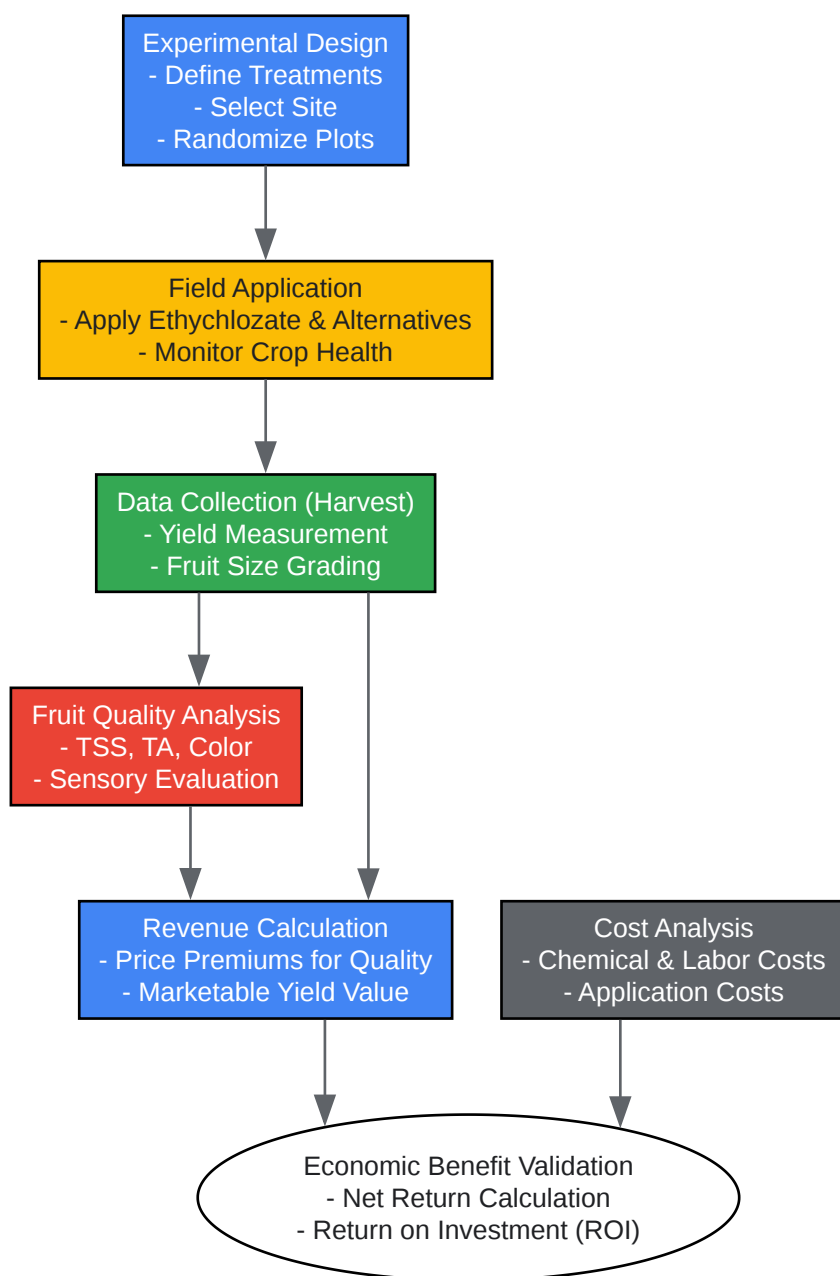 Experimental Design
- Define Treatments
- Select Site
- Randomize Plots
Field Application
- Apply Ethychlozate & Alternatives
- Monitor Crop Health
Data Collection (Harvest)
- Yield Measurement
- Fruit Size Grading
Fruit Quality Analysis
- TSS, TA, Color
- Sensory Evaluation
Revenue Calculation
- Price Premiums for Quality
- Marketable Yield Value
Cost Analysis
- Chemical & Labor Costs
- Application Costs
Economic Benefit Validation
- Net Return Calculation
- Return on Investment (ROI)